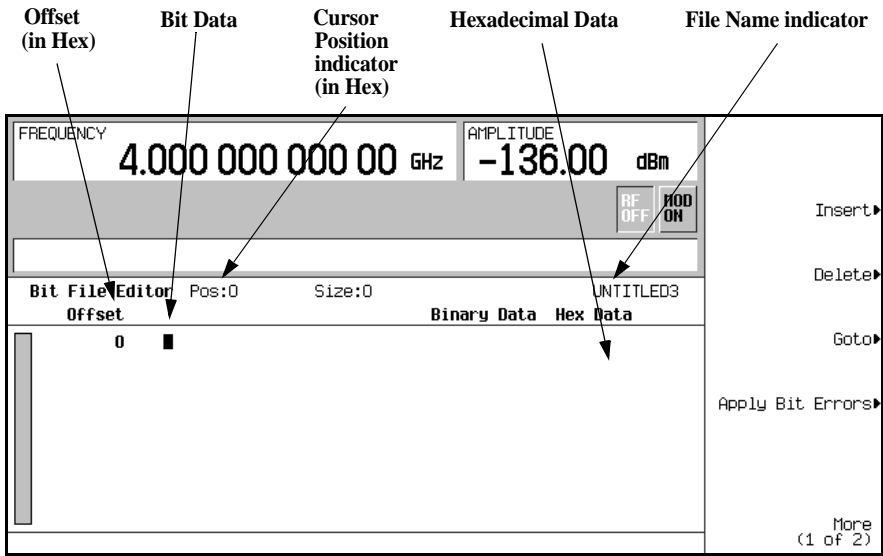 Offset
(in Hex)
Bit Data
Cursor
Position
indicator
(in Hex)
Hexadecimal Data
File Name indicator
FREQUENCY
4.000 000 000 00 GHz
AMPLITUDE
-136.00 dBm
RF
OFF
MOD
ON
Insert
Delete
Goto
Apply Bit Errors
More
(1 of 2)
Bit File Editor Pos:0 Size:0 UNTITLED3
Offset Binary Data Hex Data
0